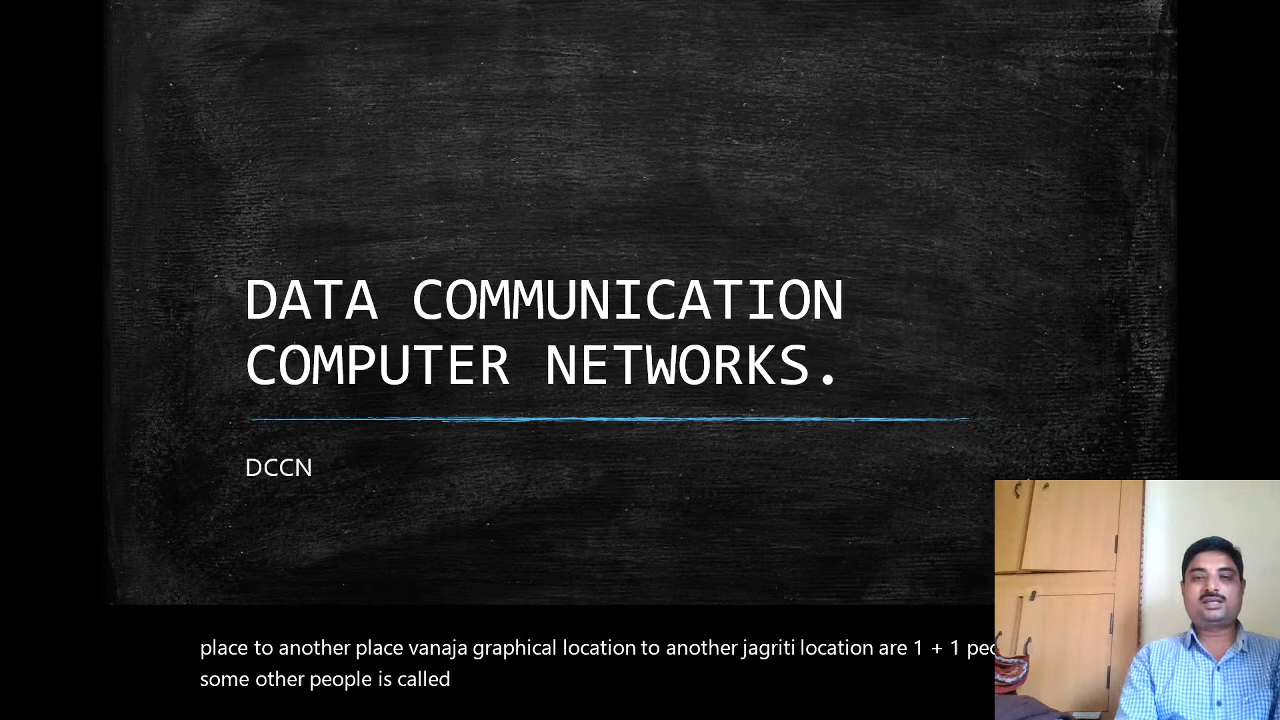 DATA COMMUNICATION
COMPUTER NETWORKS.
DCCN
place to another place vanaja graphical location to another jagriti location are 1 + 1
some other people is called